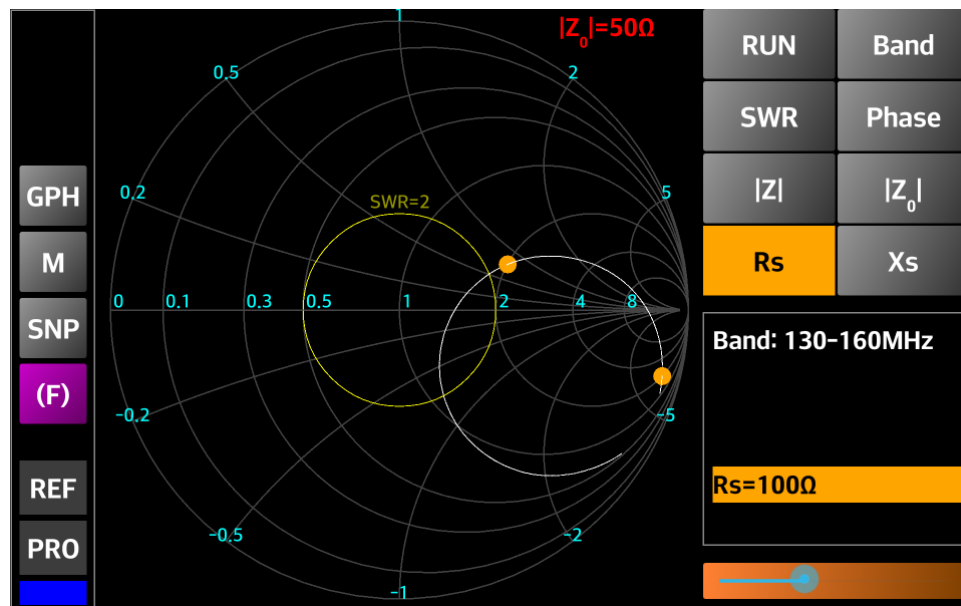 GPH
M
SNP
(F)
REF
PRO
|Z0|=50Ω
1
0.5
2
0.2
5
SWR=2
0
0.1
0.3
0.5
1
2
4
8
-0.2
-5
-0.5
-2
-1
RUN
Band
SWR
Phase
|Z|
|Z0|
Rs
Xs
Band: 130-160MHz
Rs=100Ω